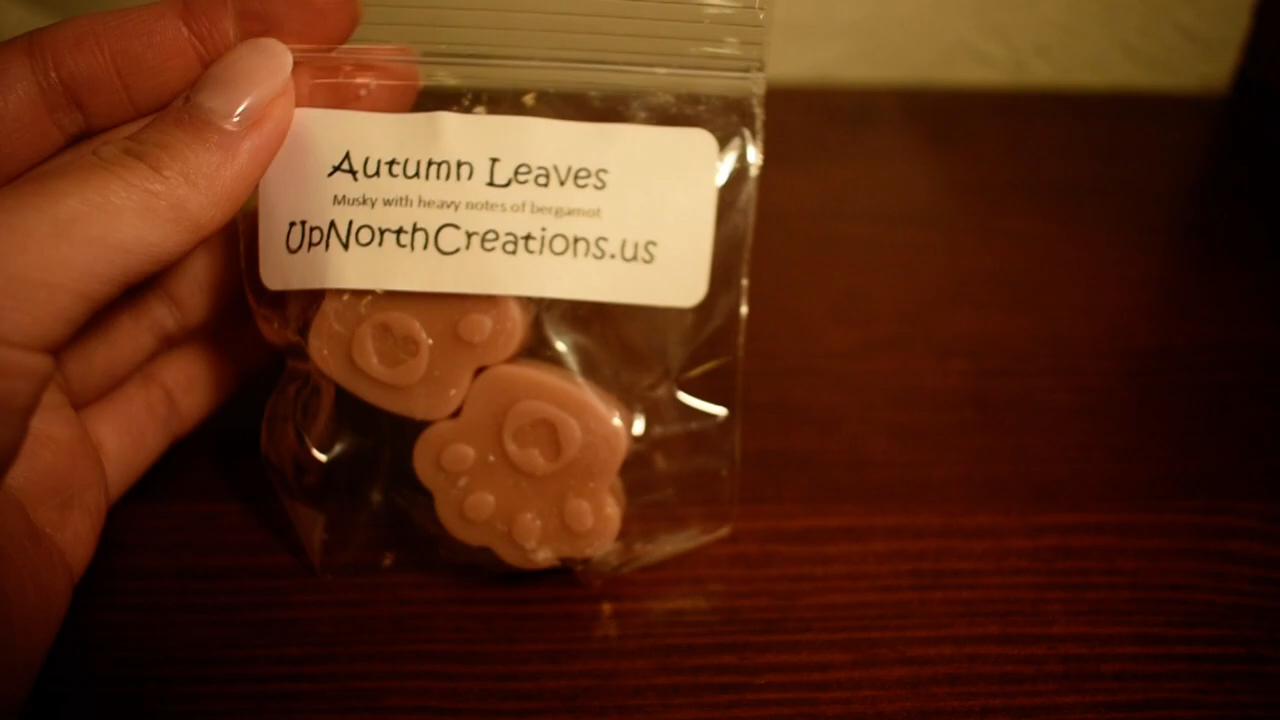 Autumn Leaves
Musky with heavy notes of bergamot
UpNorthCreations.us